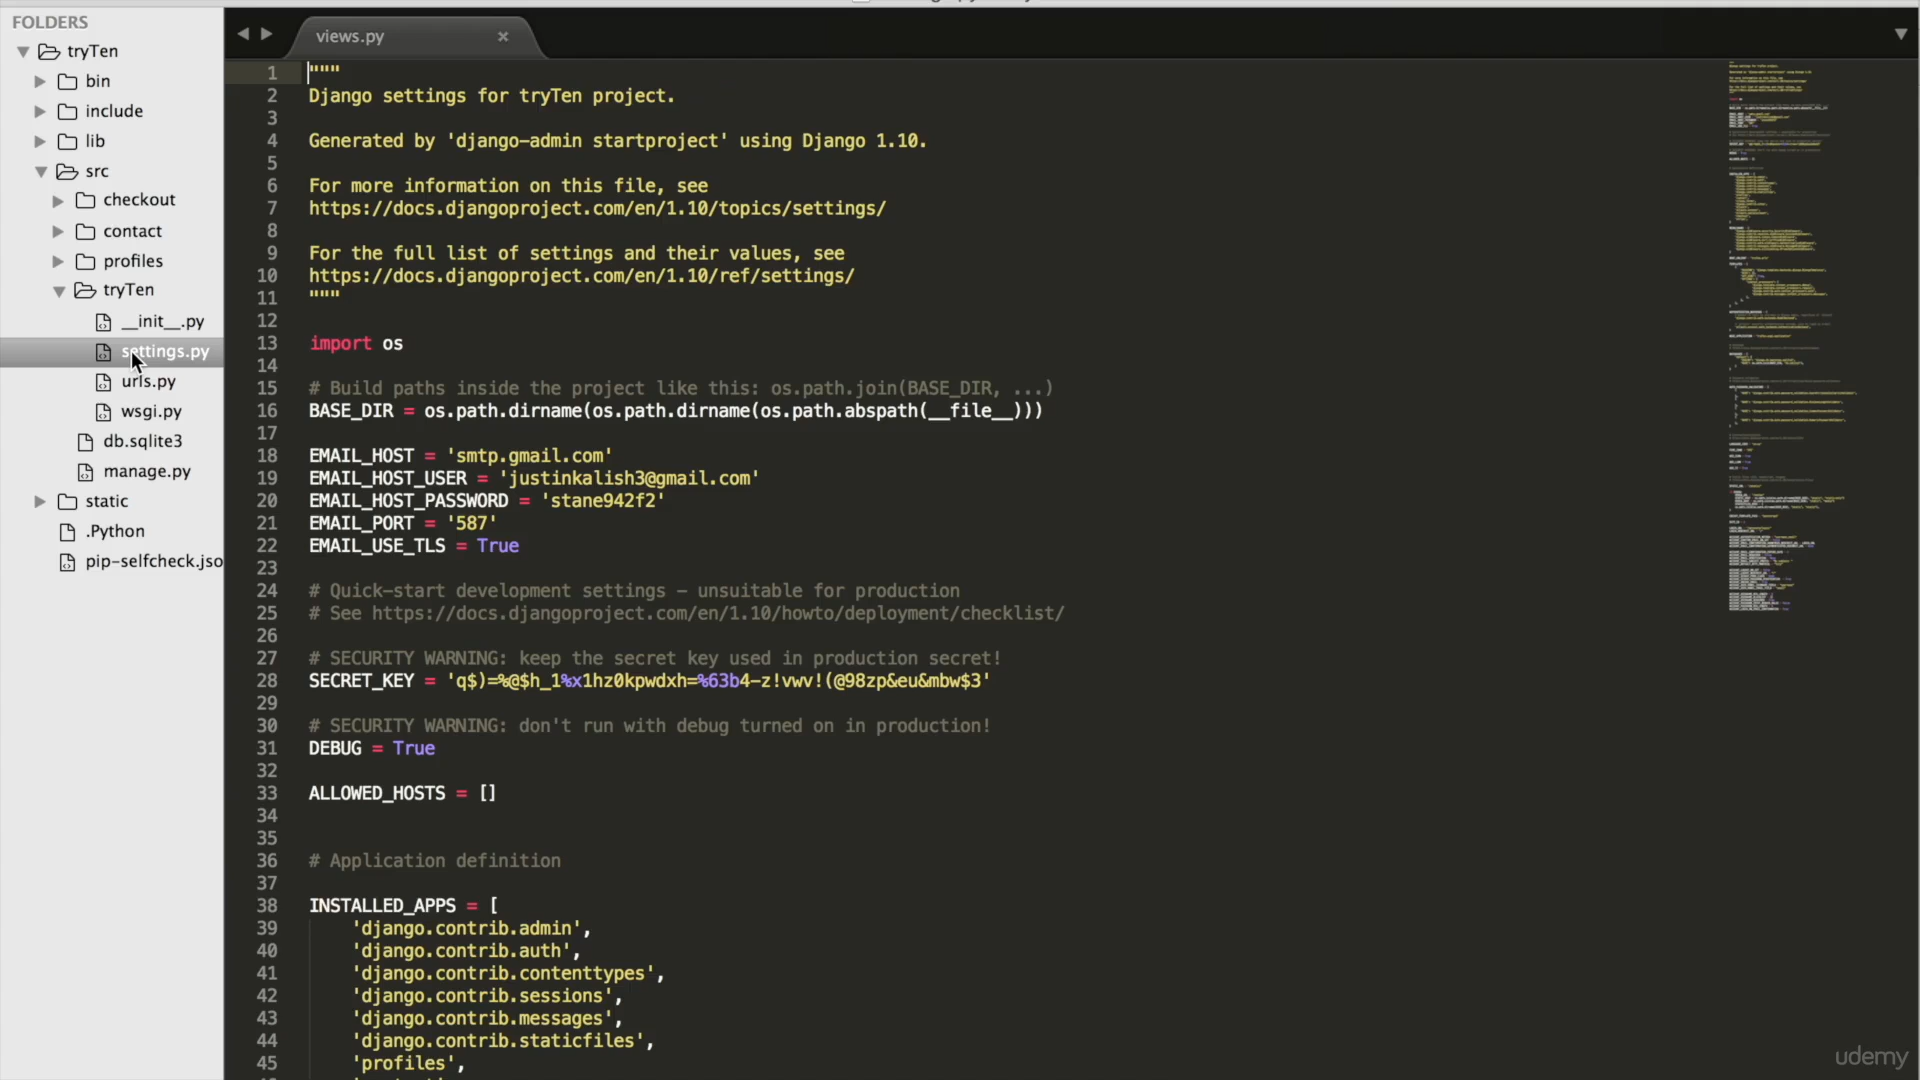 FOLDERS
tryTen
bin
include
lib
src
checkout
contact
profiles
tryTen
__init__.py
settings.py
urls.py
wsgi.py
db.sqlite3
manage.py
static
.Python
pip-selfcheck.jso
views.py
1 """
2 Django settings for tryTen project.
3
4 Generated by 'django-admin startproject' using Django 1.10.
5
6 For more information on this file, see
7 https://docs.djangoproject.com/en/1.10/topics/settings/
8
9 For the full list of settings and their values, see
10 https://docs.djangoproject.com/en/1.10/ref/settings/
11 """
12
13 import os
14
15 # Build paths inside the project like this: os.path.join(BASE_DIR, ...)
16 BASE_DIR = os.path.dirname(os.path.dirname(os.path.abspath(__file__)))
17
18 EMAIL_HOST = 'smtp.gmail.com'
19 EMAIL_HOST_USER = 'justinkalish3@gmail.com'
20 EMAIL_HOST_PASSWORD = 'stane942f2'
21 EMAIL_PORT = '587'
22 EMAIL_USE_TLS = True
23
24 # Quick-start development settings - unsuitable for production
25 # See https://docs.djangoproject.com/en/1.10/howto/deployment/checklist/
26
27 # SECURITY WARNING: keep the secret key used in production secret!
28 SECRET_KEY = 'q$)=%@$h_1%x1hz0kpwdxh=%63b4-z!vwv!(@98zp&eu&mbw$3'
29
30 # SECURITY WARNING: don't run with debug turned on in production!
31 DEBUG = True
32
33 ALLOWED_HOSTS = []
34
35
36 # Application definition
37
38 INSTALLED_APPS = [
39 'django.contrib.admin',
40 'django.contrib.auth',
41 'django.contrib.contenttypes',
42 'django.contrib.sessions',
43 'django.contrib.messages',
44 'django.contrib.staticfiles',
45 'profiles',
udemy